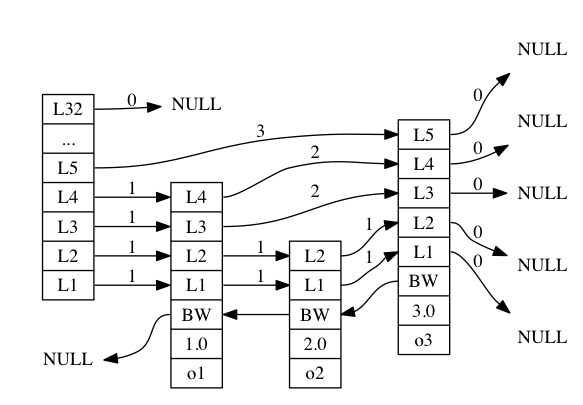 NULL
L32 0 NULL
...
L5 3
L4 1
L3 1
L2 1
L1 1
NULL
L4 2
L3 2
L2 1
L1 1
BW
1.0
o1
L2 1
L1 1
BW
2.0
o2
L5 0
L4 0
L3 0
L2 0
L1 0
BW
3.0
o3
NULL
NULL
NULL
NULL